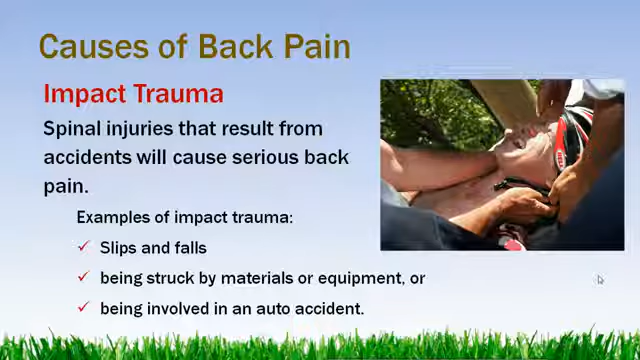 Causes of Back Pain
Impact Trauma
Spinal injuries that result from
accidents will cause serious back
pain.
Examples of impact trauma:
Slips and falls
being struck by materials or equipment, or
being involved in an auto accident.